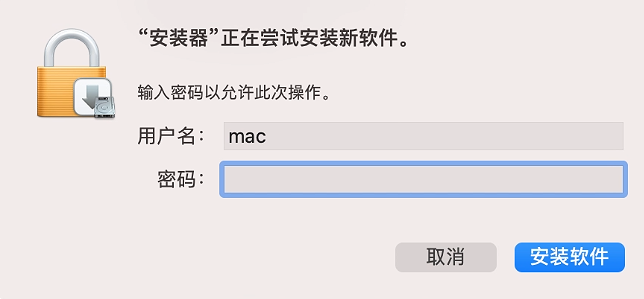 “安装器”正在尝试安装新软件。
输入密码以允许此次操作。
用户名： mac
密码：
取消 安装软件